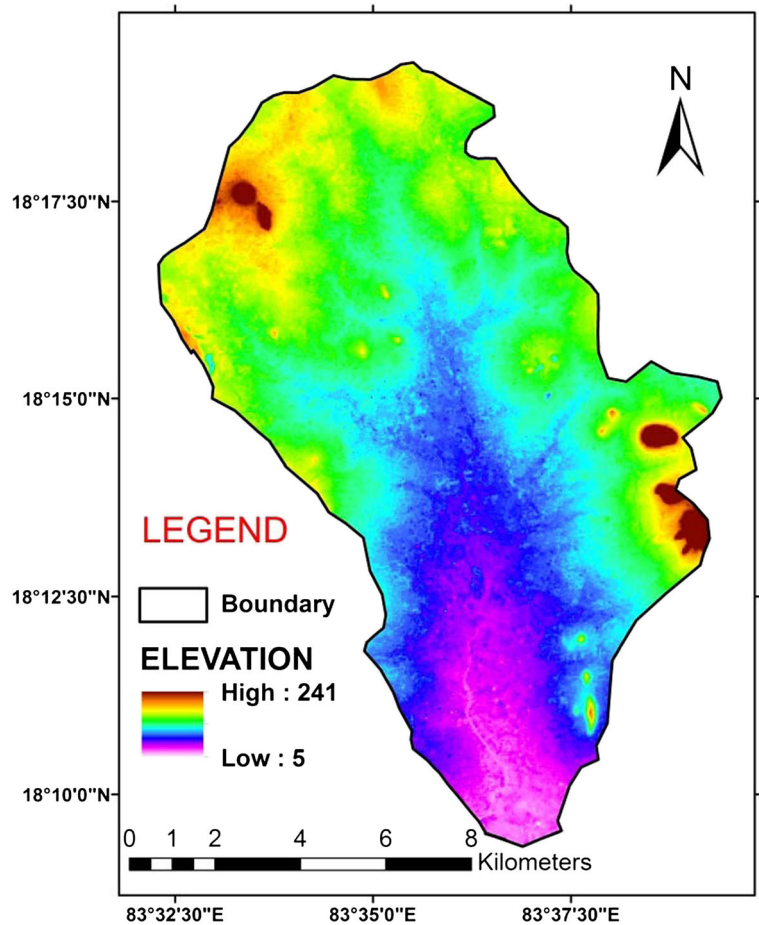 N
18°17'30"N
18°15'0"N
LEGEND
18°12'30"N
Boundary
ELEVATION
High : 241
Low : 5
18°10'0"N
0 1 2 4 6 8
Kilometers
83°32'30"E 83°35'0"E 83°37'30"E